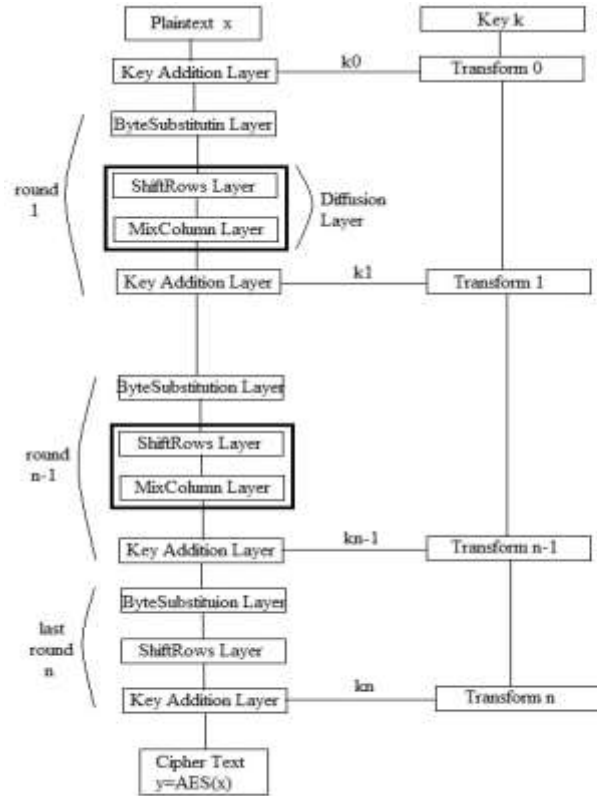 Plaintext x
Key k
Key Addition Layer
k0
Transform 0
ByteSubstitutin Layer
round
1
ShiftRows Layer
MixColumn Layer
Diffusion
Layer
Key Addition Layer
k1
Transform 1
ByteSubstitution Layer
round
n-1
ShiftRows Layer
MixColumn Layer
Key Addition Layer
kn-1
Transform n-1
ByteSubstituion Layer
last
round
n
ShiftRows Layer
Key Addition Layer
kn
Transform n
Cipher Text
y=AES(x)